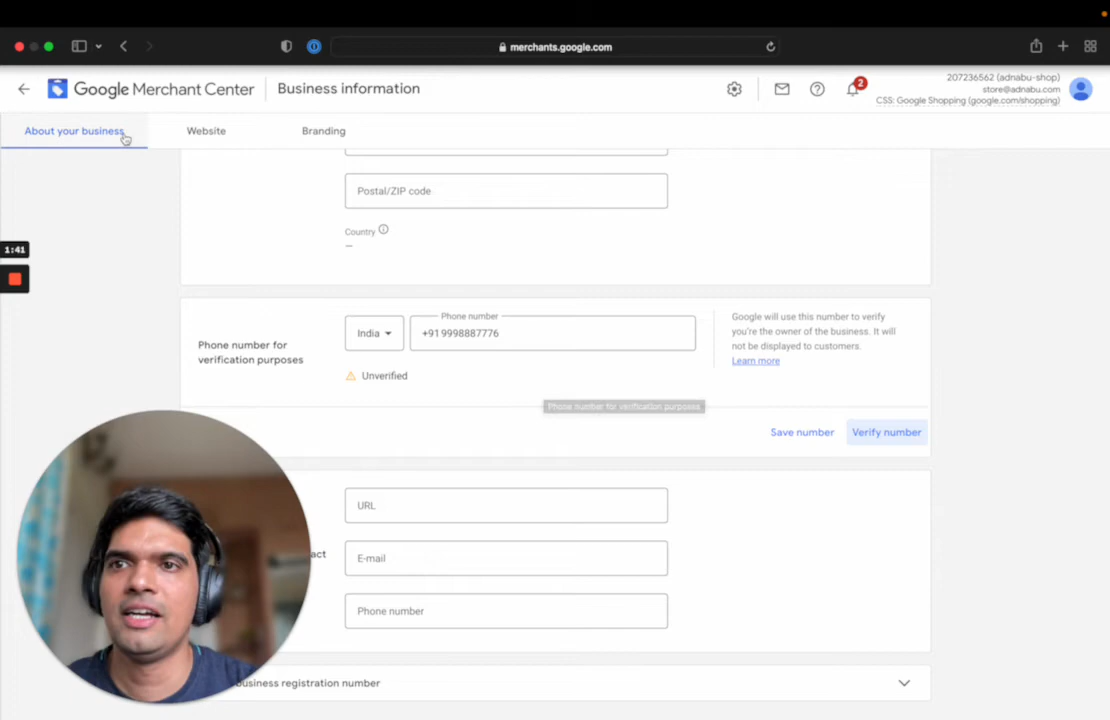 merchants.google.com
Google Merchant Center
Business information
2
207236562 (adnabu-shop)
store@adnabu.com
CSS: Google Shopping (google.com/shopping)
About your business
Website
Branding
Postal/ZIP code
Country
—
1:41
Phone number for
verification purposes
India
Phone number
+91 9998887776
Unverified
Google will use this number to verify
you're the owner of the business. It will
not be displayed to customers.
Learn more
Phone number for verification purposes
Save number
Verify number
act
URL
E-mail
Phone number
business registration number